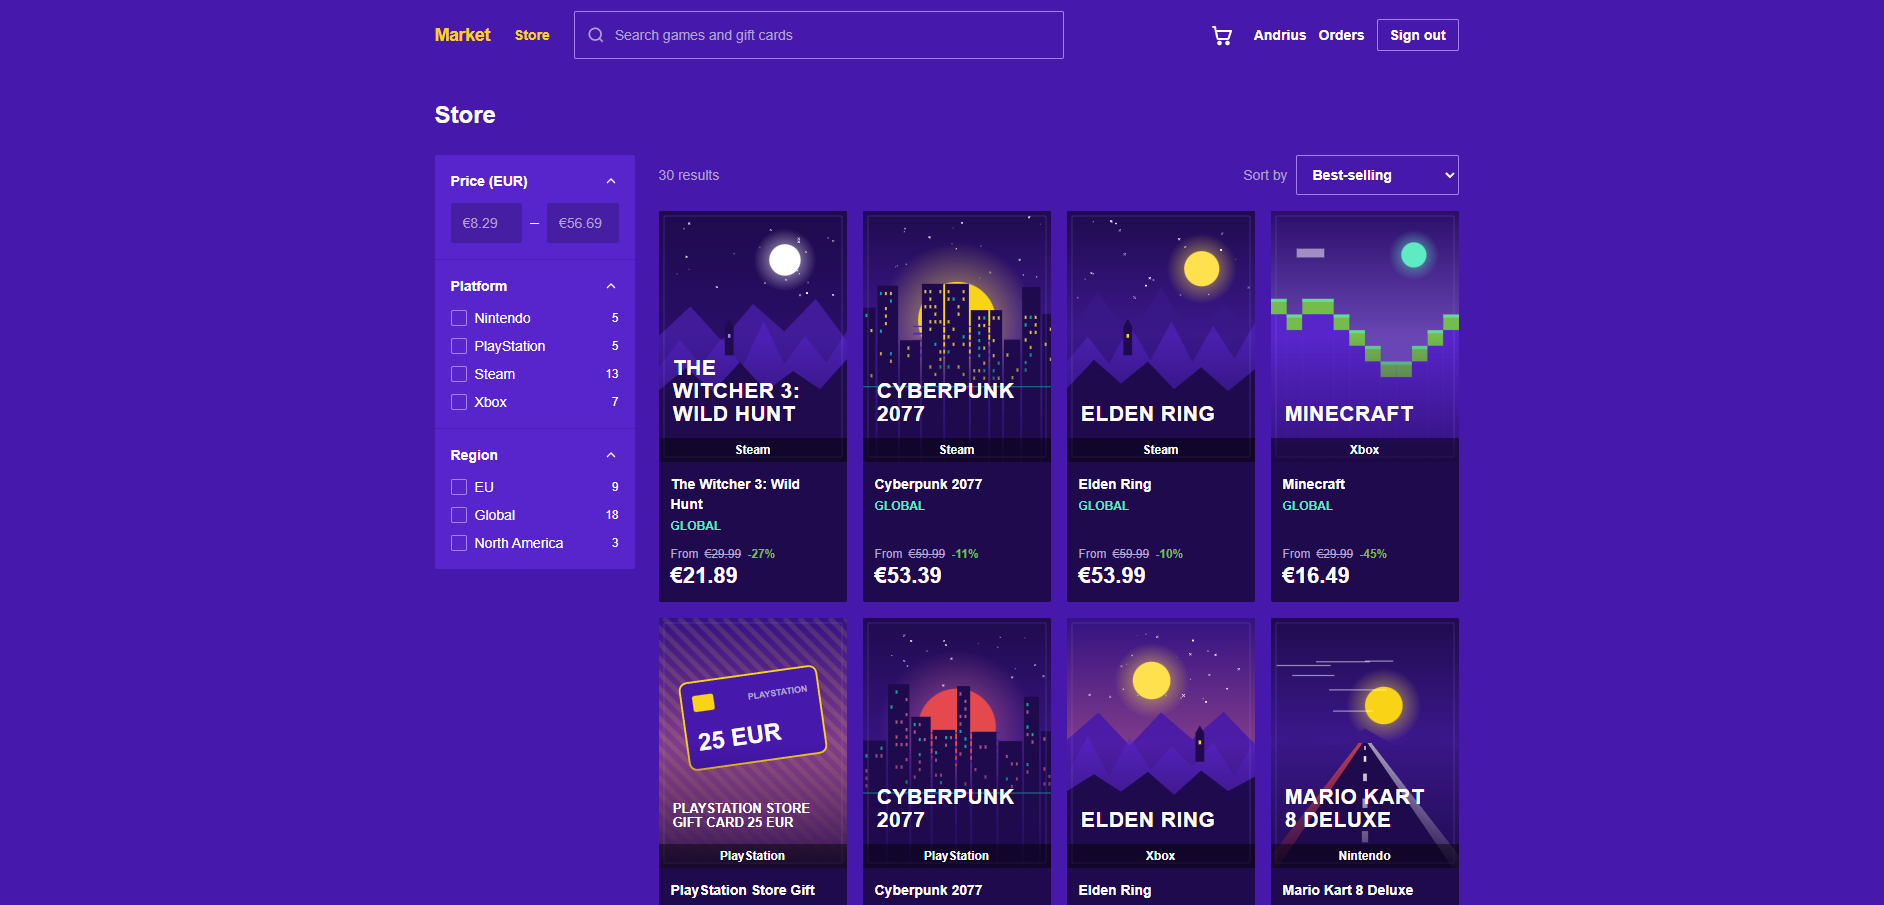 Market
Store
Search games and gift cards
Andrius
Orders
Sign out
Store
Price (EUR)
€8.29
–
€56.69
Platform
Nintendo 5
PlayStation 5
Steam 13
Xbox 7
Region
EU 9
Global 18
North America 3
30 results
Sort by
Best-selling
THE
WITCHER 3:
WILD HUNT
Steam
The Witcher 3: Wild
Hunt
GLOBAL
From €29.99 -27%
€21.89
CYBERPUNK
2077
Steam
Cyberpunk 2077
GLOBAL
From €59.99 -11%
€53.39
ELDEN RING
Steam
Elden Ring
GLOBAL
From €59.99 -10%
€53.99
MINECRAFT
Xbox
Minecraft
GLOBAL
From €29.99 -45%
€16.49
PLAYSTATION
25 EUR
PLAYSTATION STORE
GIFT CARD 25 EUR
PlayStation
PlayStation Store Gift
CYBERPUNK
2077
PlayStation
Cyberpunk 2077
ELDEN RING
Xbox
Elden Ring
MARIO KART
8 DELUXE
Nintendo
Mario Kart 8 Deluxe